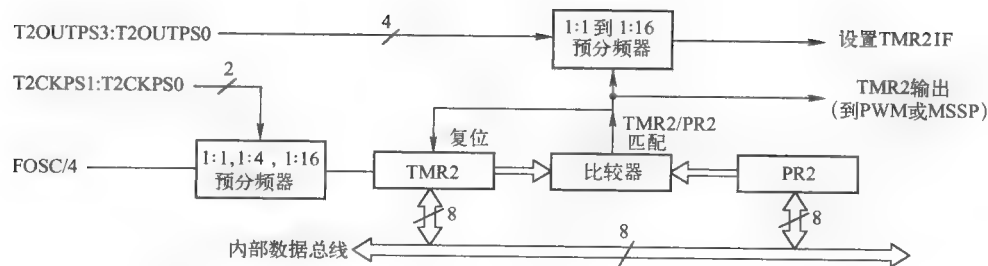 T2OUTPS3:T2OUTPS0
4
1:1到1:16
预分频器
设置TMR2IF
T2CKPS1:T2CKPS0
2
TMR2输出
(到PWM或MSSP)
复位
TMR2/PR2
匹配
FOSC/4
1:1,1:4,1:16
预分频器
TMR2
比较器
PR2
8
8
内部数据总线
8